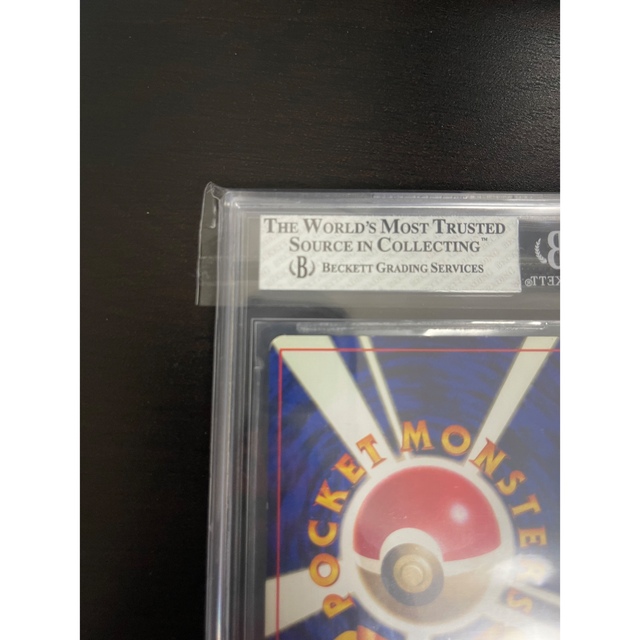 THE WORLD'S MOST TRUSTED
SOURCE IN COLLECTING™
B BECKETT GRADING SERVICES
B
POCKET MONSTERS